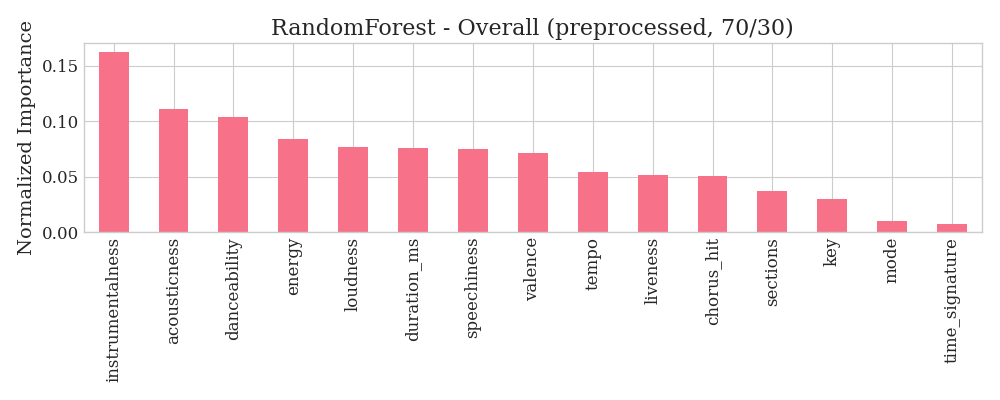 RandomForest - Overall (preprocessed, 70/30)
Normalized Importance
0.15
0.10
0.05
0.00
instrumentalness
acousticness
danceability
energy
loudness
duration_ms
speechiness
valence
tempo
liveness
chorus_hit
sections
key
mode
time_signature